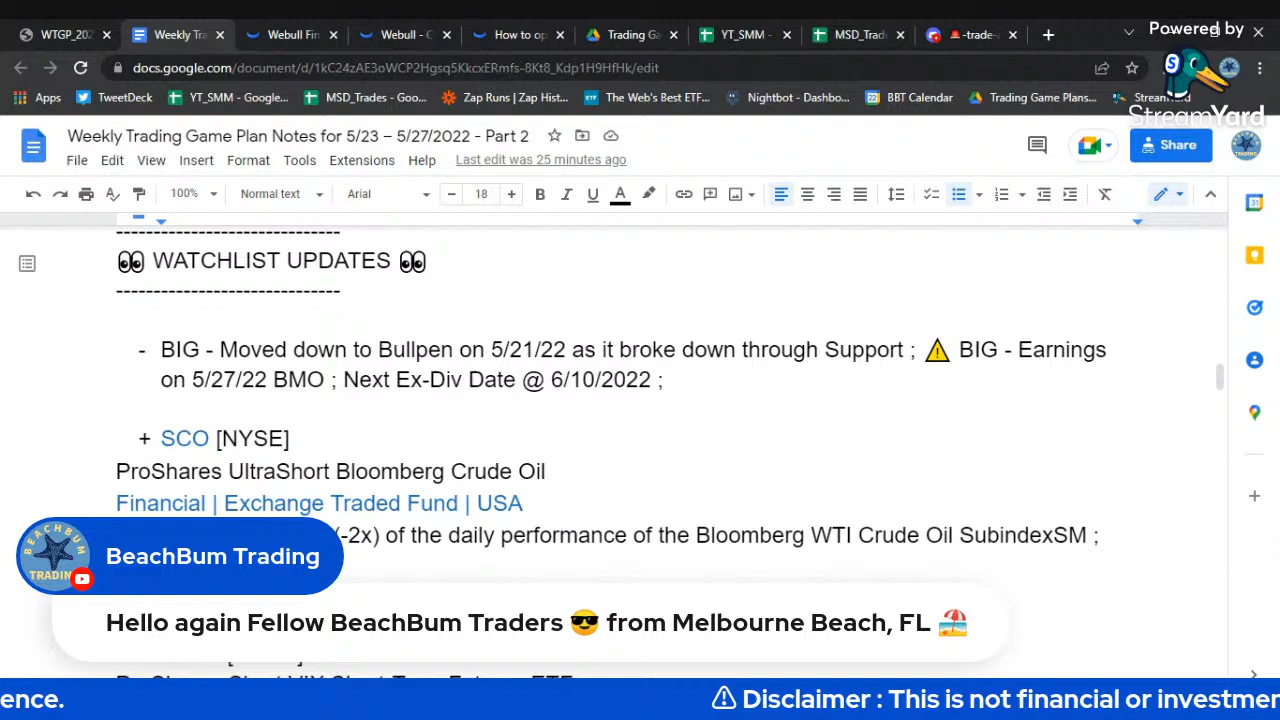 WTGP_202
Weekly Tra
Webull Fin
Webull - C
How to op
Trading Ga
YT_SMM -
MSD_Trad
-trade-a
Powered by
docs.google.com/document/d/1kC24zAE3oWCP2Hgsq5KKcxERmfs-8Kt8_Kdp1H9HfHk/edit
Apps
TweetDeck
YT_SMM - Google...
MSD_Trades - Goo...
Zap Runs | Zap Hist...
The Web's Best ETF...
Nightbot - Dashbo...
BBT Calendar
Trading Game Plans...
StreamYard
Weekly Trading Game Plan Notes for 5/23 – 5/27/2022 - Part 2
Share
File Edit View Insert Format Tools Extensions Help Last edit was 25 minutes ago
100% Normal text Arial 18
-------------------------------
👀 WATCHLIST UPDATES 👀
-------------------------------
- BIG - Moved down to Bullpen on 5/21/22 as it broke down through Support ; ⚠ BIG - Earnings
on 5/27/22 BMO ; Next Ex-Div Date @ 6/10/2022 ;
+ SCO [NYSE]
ProShares UltraShort Bloomberg Crude Oil
Financial | Exchange Traded Fund | USA
(-2x) of the daily performance of the Bloomberg WTI Crude Oil SubindexSM ;
BEACHBUM
TRADING
BeachBum Trading
Hello again Fellow BeachBum Traders 😎 from Melbourne Beach, FL 🏖
ence.
⚠ Disclaimer : This is not financial or investmen